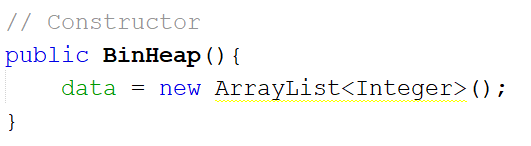 // Constructor
public BinHeap(){
    data = new ArrayList<Integer>();
}